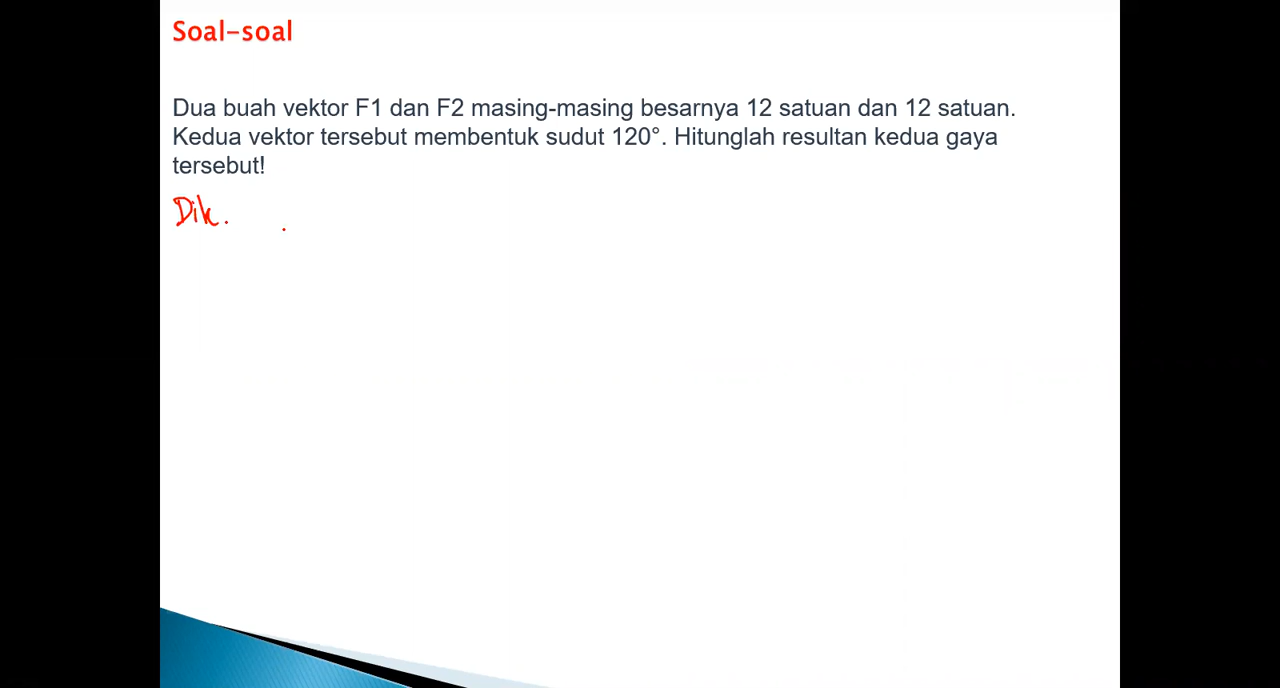 Soal-soal
Dua buah vektor F1 dan F2 masing-masing besarnya 12 satuan dan 12 satuan.
Kedua vektor tersebut membentuk sudut 120°. Hitunglah resultan kedua gaya
tersebut!
Dik.